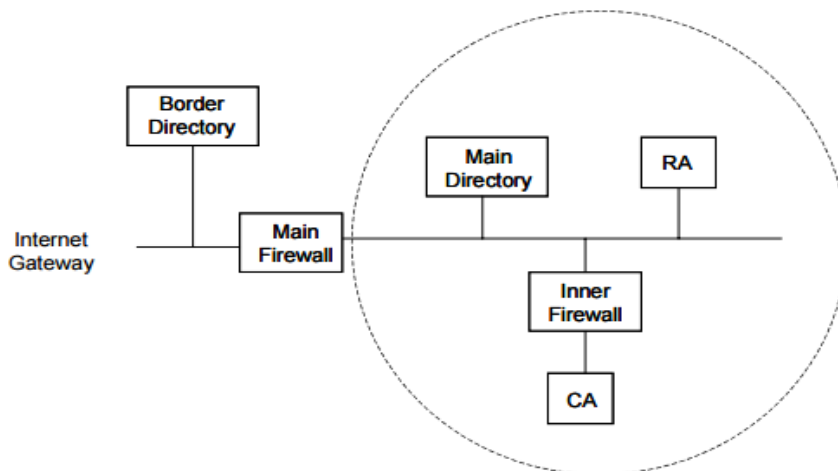 Border
Directory
Main
Directory
RA
Internet
Gateway
Main
Firewall
Inner
Firewall
CA